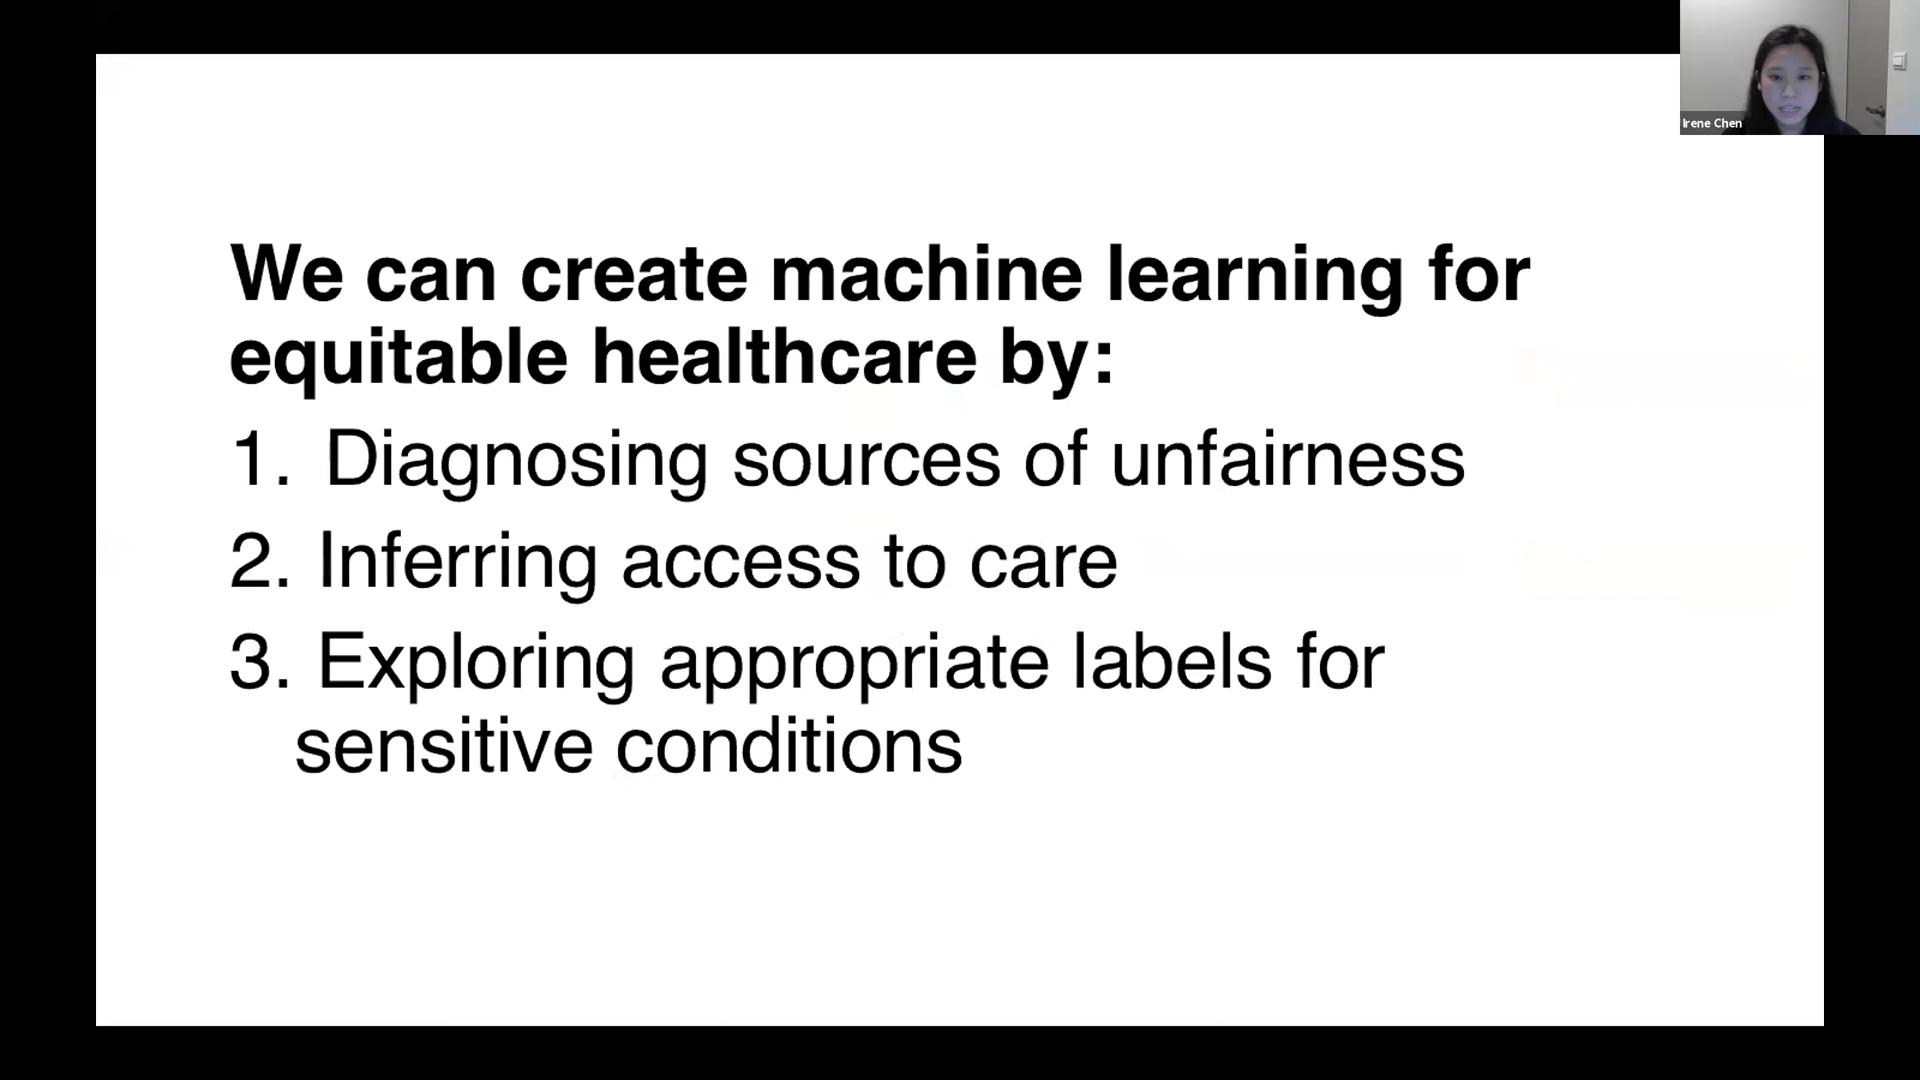 We can create machine learning for
equitable healthcare by:
1. Diagnosing sources of unfairness
2. Inferring access to care
3. Exploring appropriate labels for
sensitive conditions
Irene Chen